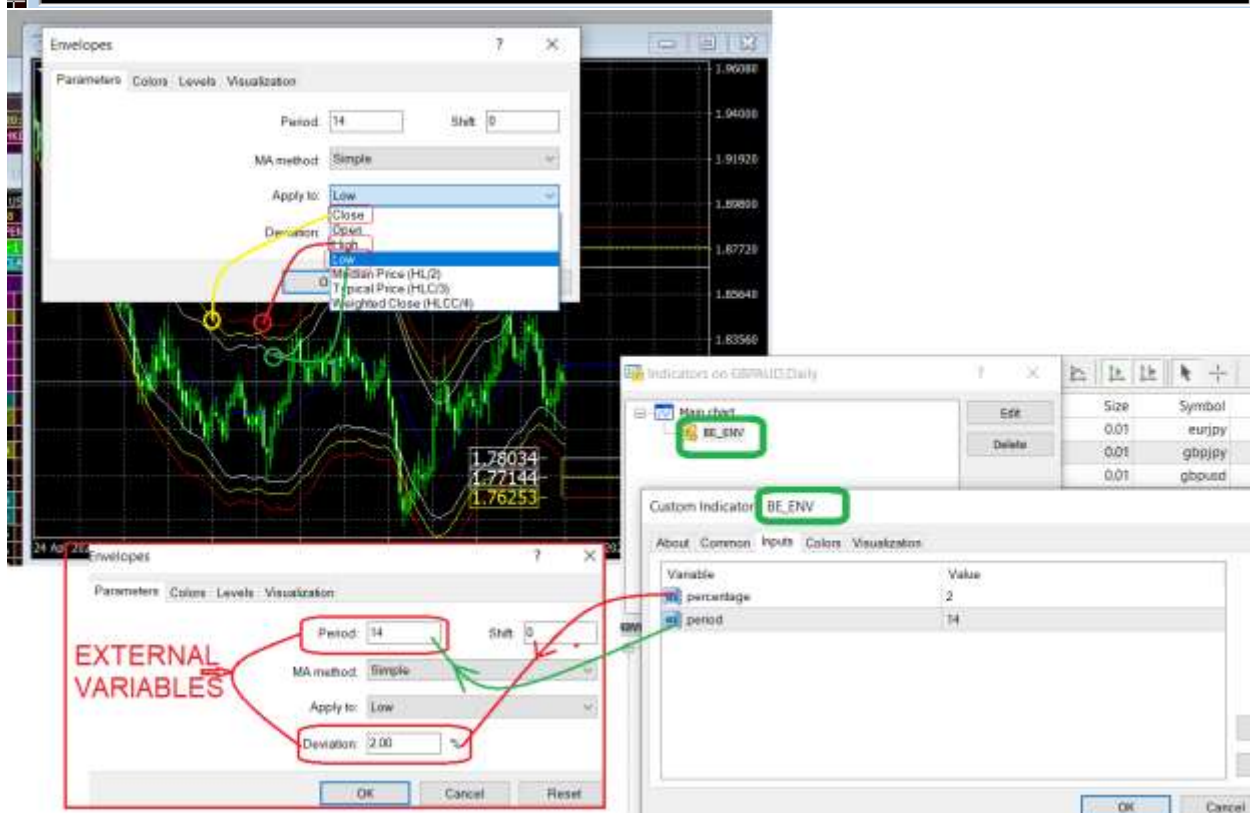 Envelopes
? ×
Parameters Colors Levels Visualization
Period: 14 Shift: 0
MA method: Simple
Apply to: Low
Close
Deviation: Open
High
Low
Median Price (HL/2)
Typical Price (HLC/3)
Weighted Close (HLCC/4)
1.96080
1.94000
1.91920
1.89800
1.87720
1.85640
1.83560
1.78034
1.77144
1.76253
24 Apr
Indicators on GBPAUD,Daily
? ×
Main chart
BE_ENV
Edit
Delete
Size Symbol
0.01 eurjpy
0.01 gbpjpy
0.01 gbpusd
Custom Indicator BE_ENV
About Common Inputs Colors Visualization
Variable Value
percentage 2
period 14
OK Cancel
Envelopes
? ×
Parameters Colors Levels Visualization
EXTERNAL
VARIABLES
Period: 14 Shift: 0
MA method: Simple
Apply to: Low
Deviation: 2.00 %
OK Cancel Reset